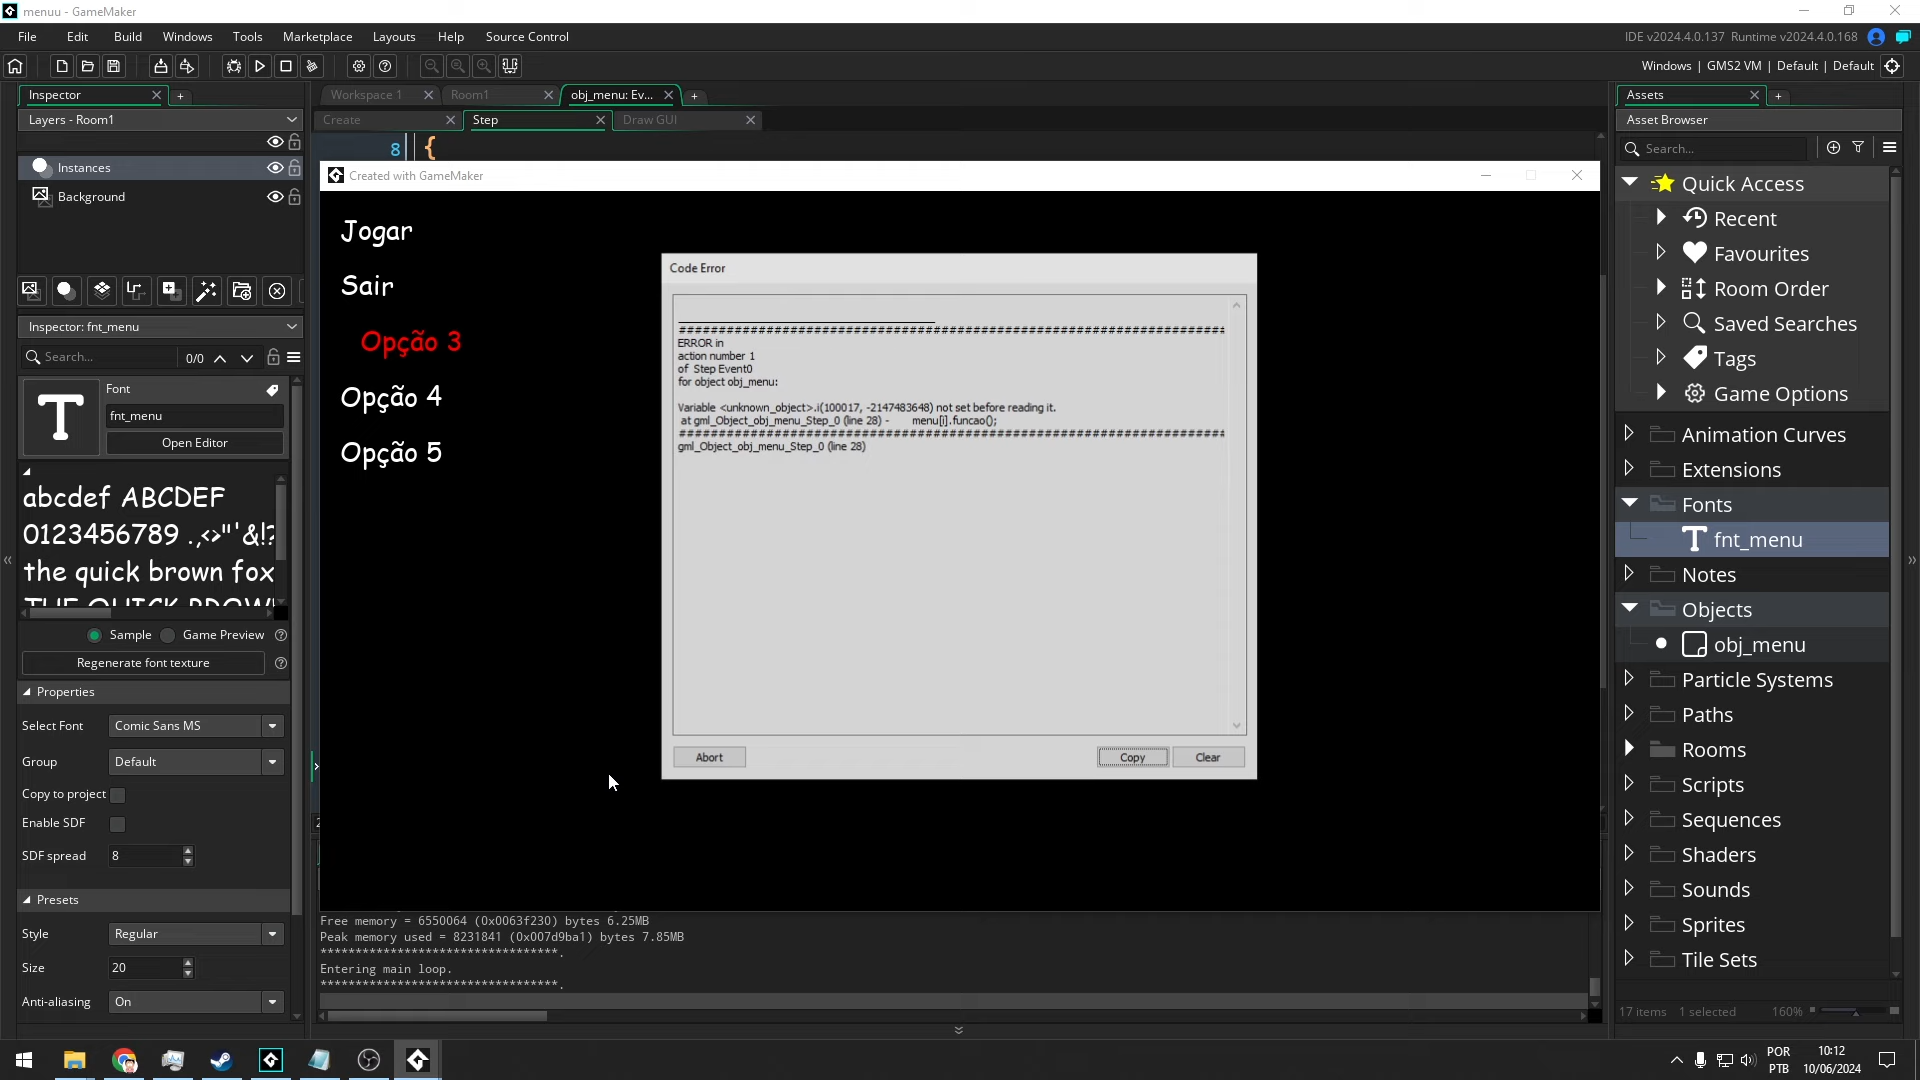 menuu - GameMaker
File Edit Build Windows Tools Marketplace Layouts Help Source Control
IDE v2024.4.0.137 Runtime v2024.4.0.168
Windows | GMS2 VM | Default | Default
Inspector
Workspace 1 Room1 obj_menu: Ev...
Assets
Layers - Room1
Create Step Draw GUI
Asset Browser
8 {
Search...
Instances
Background
Created with GameMaker
Jogar
Sair
Opção 3
Opção 4
Opção 5
Code Error
###########################################################################
ERROR in
action number 1
of Step Event0
for object obj_menu:
Variable <unknown_object>.i(100017, -2147483648) not set before reading it.
at gml_Object_obj_menu_Step_0 (line 28) - menu[i].funcao();
###########################################################################
gml_Object_obj_menu_Step_0 (line 28)
Abort Copy Clear
Inspector: fnt_menu
Search... 0/0
Font
fnt_menu
Open Editor
abcdef ABCDEF
0123456789 .,<>"'&!?
the quick brown fox
THE QUICK BROW
Sample Game Preview
Regenerate font texture
Properties
Select Font Comic Sans MS
Group Default
Copy to project
Enable SDF
SDF spread 8
Presets
Style Regular
Size 20
Anti-aliasing On
Free memory = 6550064 (0x0063f230) bytes 6.25MB
Peak memory used = 8231841 (0x007d9ba1) bytes 7.85MB
**********************************.
Entering main loop.
**********************************.
Quick Access
Recent
Favourites
Room Order
Saved Searches
Tags
Game Options
Animation Curves
Extensions
Fonts
fnt_menu
Notes
Objects
obj_menu
Particle Systems
Paths
Rooms
Scripts
Sequences
Shaders
Sounds
Sprites
Tile Sets
17 items 1 selected 160%
POR
PTB
10:12
10/06/2024